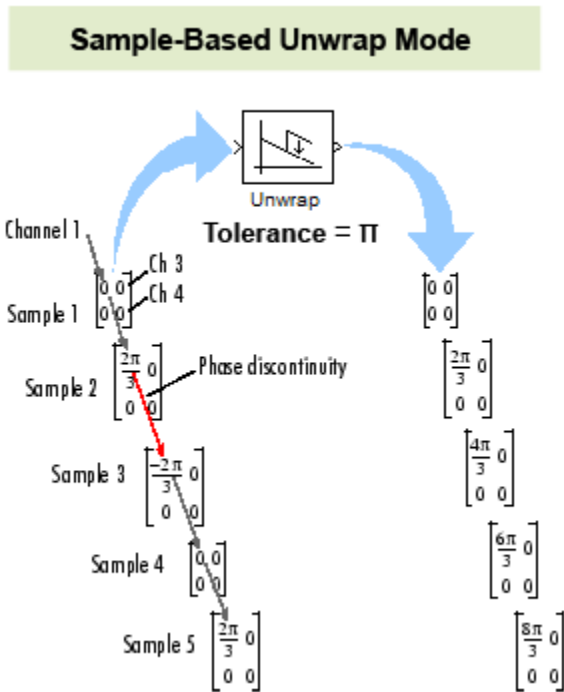 Sample-Based Unwrap Mode
Unwrap
Tolerance = π
Channel 1
Ch 3
Ch 4
Sample 1
0 0
0 0
0 0
0 0
Sample 2
2π/3 0
0 0
Phase discontinuity
2π/3 0
0 0
Sample 3
-2π/3 0
0 0
4π/3 0
0 0
Sample 4
0 0
0 0
6π/3 0
0 0
Sample 5
2π/3 0
0 0
8π/3 0
0 0